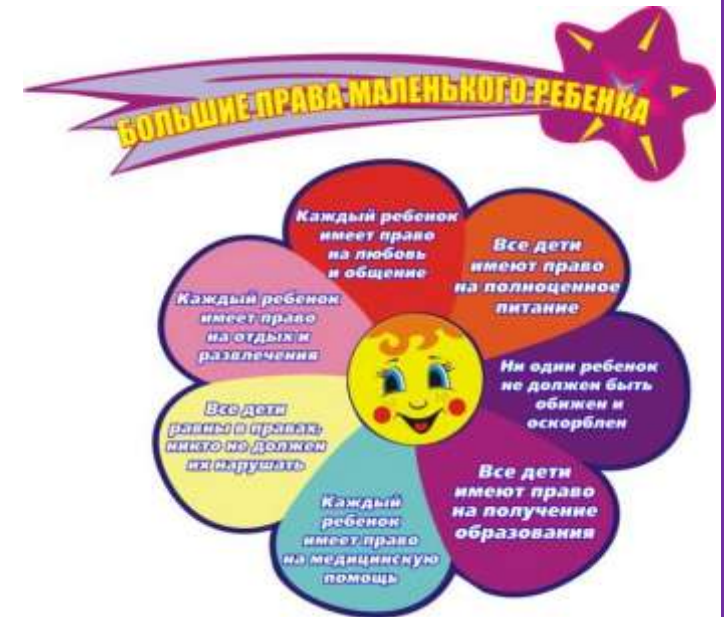 БОЛЬШИЕ ПРАВА МАЛЕНЬКОГО РЕБЕНКА
Каждый ребенок
имеет право
на любовь
и общение
Все дети
имеют право
на полноценное
питание
Ни один ребенок
не должен быть
обижен и
оскорблен
Все дети
имеют право
на получение
образования
Каждый
ребенок
имеет право
на медицинскую
помощь
Все дети
равны в правах,
никто не должен
их нарушать
Каждый ребенок
имеет право
на отдых и
развлечения